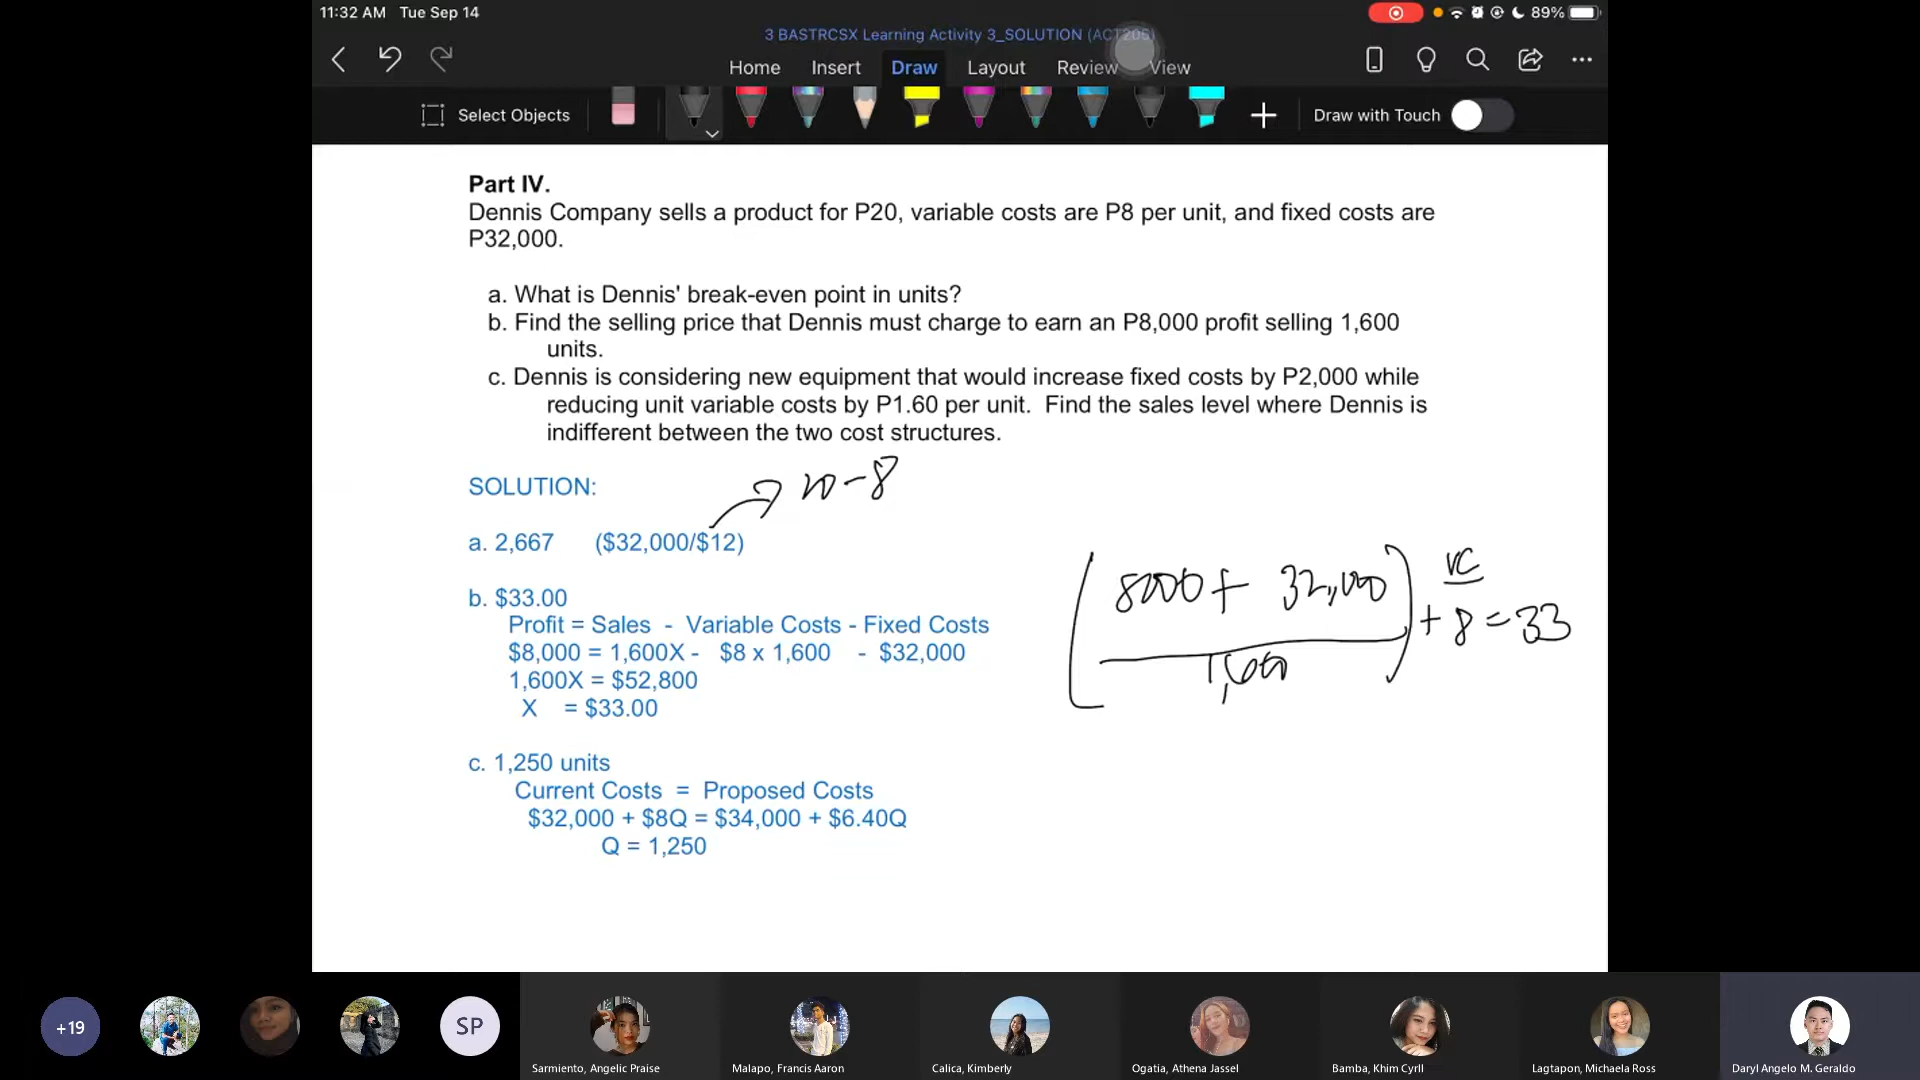 11:32 AM Tue Sep 14
89%
3 BASTRCSX Learning Activity 3_SOLUTION (ACT205)
Home Insert Draw Layout Review View
Select Objects
Draw with Touch
Part IV.
Dennis Company sells a product for P20, variable costs are P8 per unit, and fixed costs are
P32,000.
a. What is Dennis' break-even point in units?
b. Find the selling price that Dennis must charge to earn an P8,000 profit selling 1,600
units.
c. Dennis is considering new equipment that would increase fixed costs by P2,000 while
reducing unit variable costs by P1.60 per unit. Find the sales level where Dennis is
indifferent between the two cost structures.
20-8
SOLUTION:
a. 2,667 ($32,000/$12)
b. $33.00
Profit = Sales - Variable Costs - Fixed Costs
$8,000 = 1,600X - $8 x 1,600 - $32,000
1,600X = $52,800
X = $33.00
VC
8000 + 32,000
+ 8 = 33
1,600
c. 1,250 units
Current Costs = Proposed Costs
$32,000 + $8Q = $34,000 + $6.40Q
Q = 1,250
+19
SP
Sarmiento, Angelic Praise
Malapo, Francis Aaron
Calica, Kimberly
Ogatia, Athena Jassel
Bamba, Khim Cyrll
Lagtapon, Michaela Ross
Daryl Angelo M. Geraldo